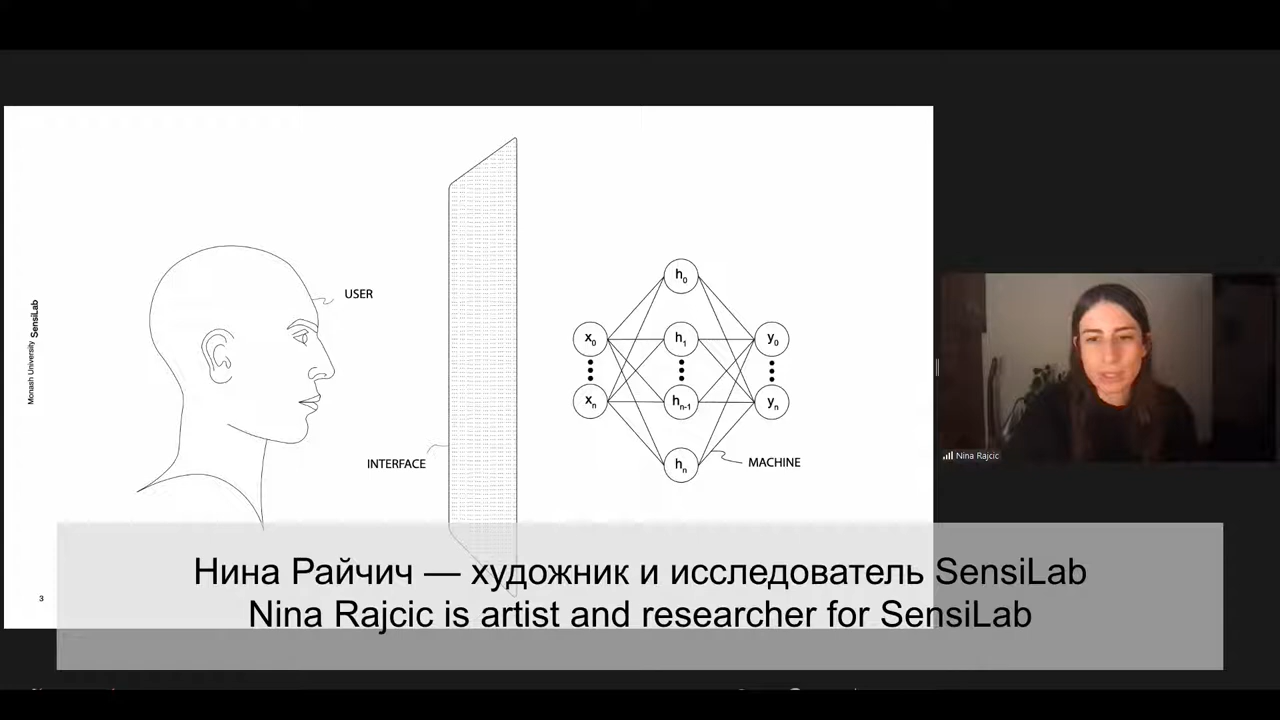 Monash University SensiLab
USER
INTERFACE
x0
xn
h0
h1
hn-1
hn
y0
yn
MACHINE
3
Nina Rajcic
Нина Райчич — художник и исследователь SensiLab
Nina Rajcic is artist and researcher for SensiLab